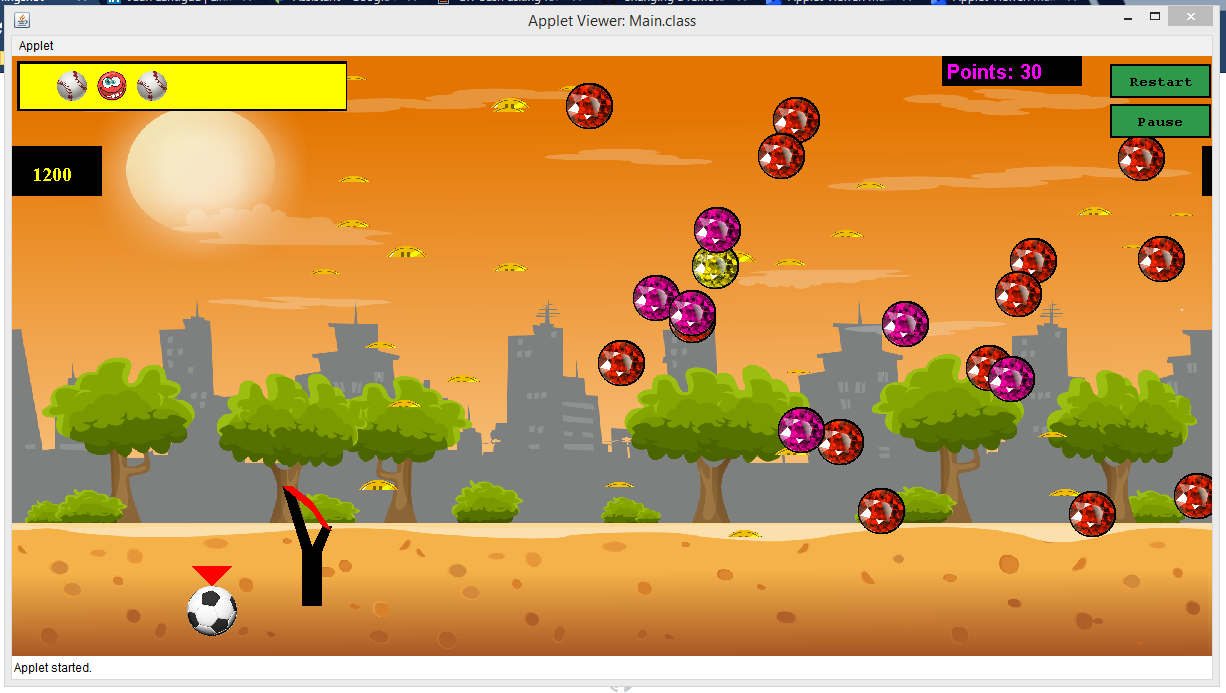 Applet Viewer: Main.class
Applet
Points: 30
Restart
Pause
1200
Applet started.